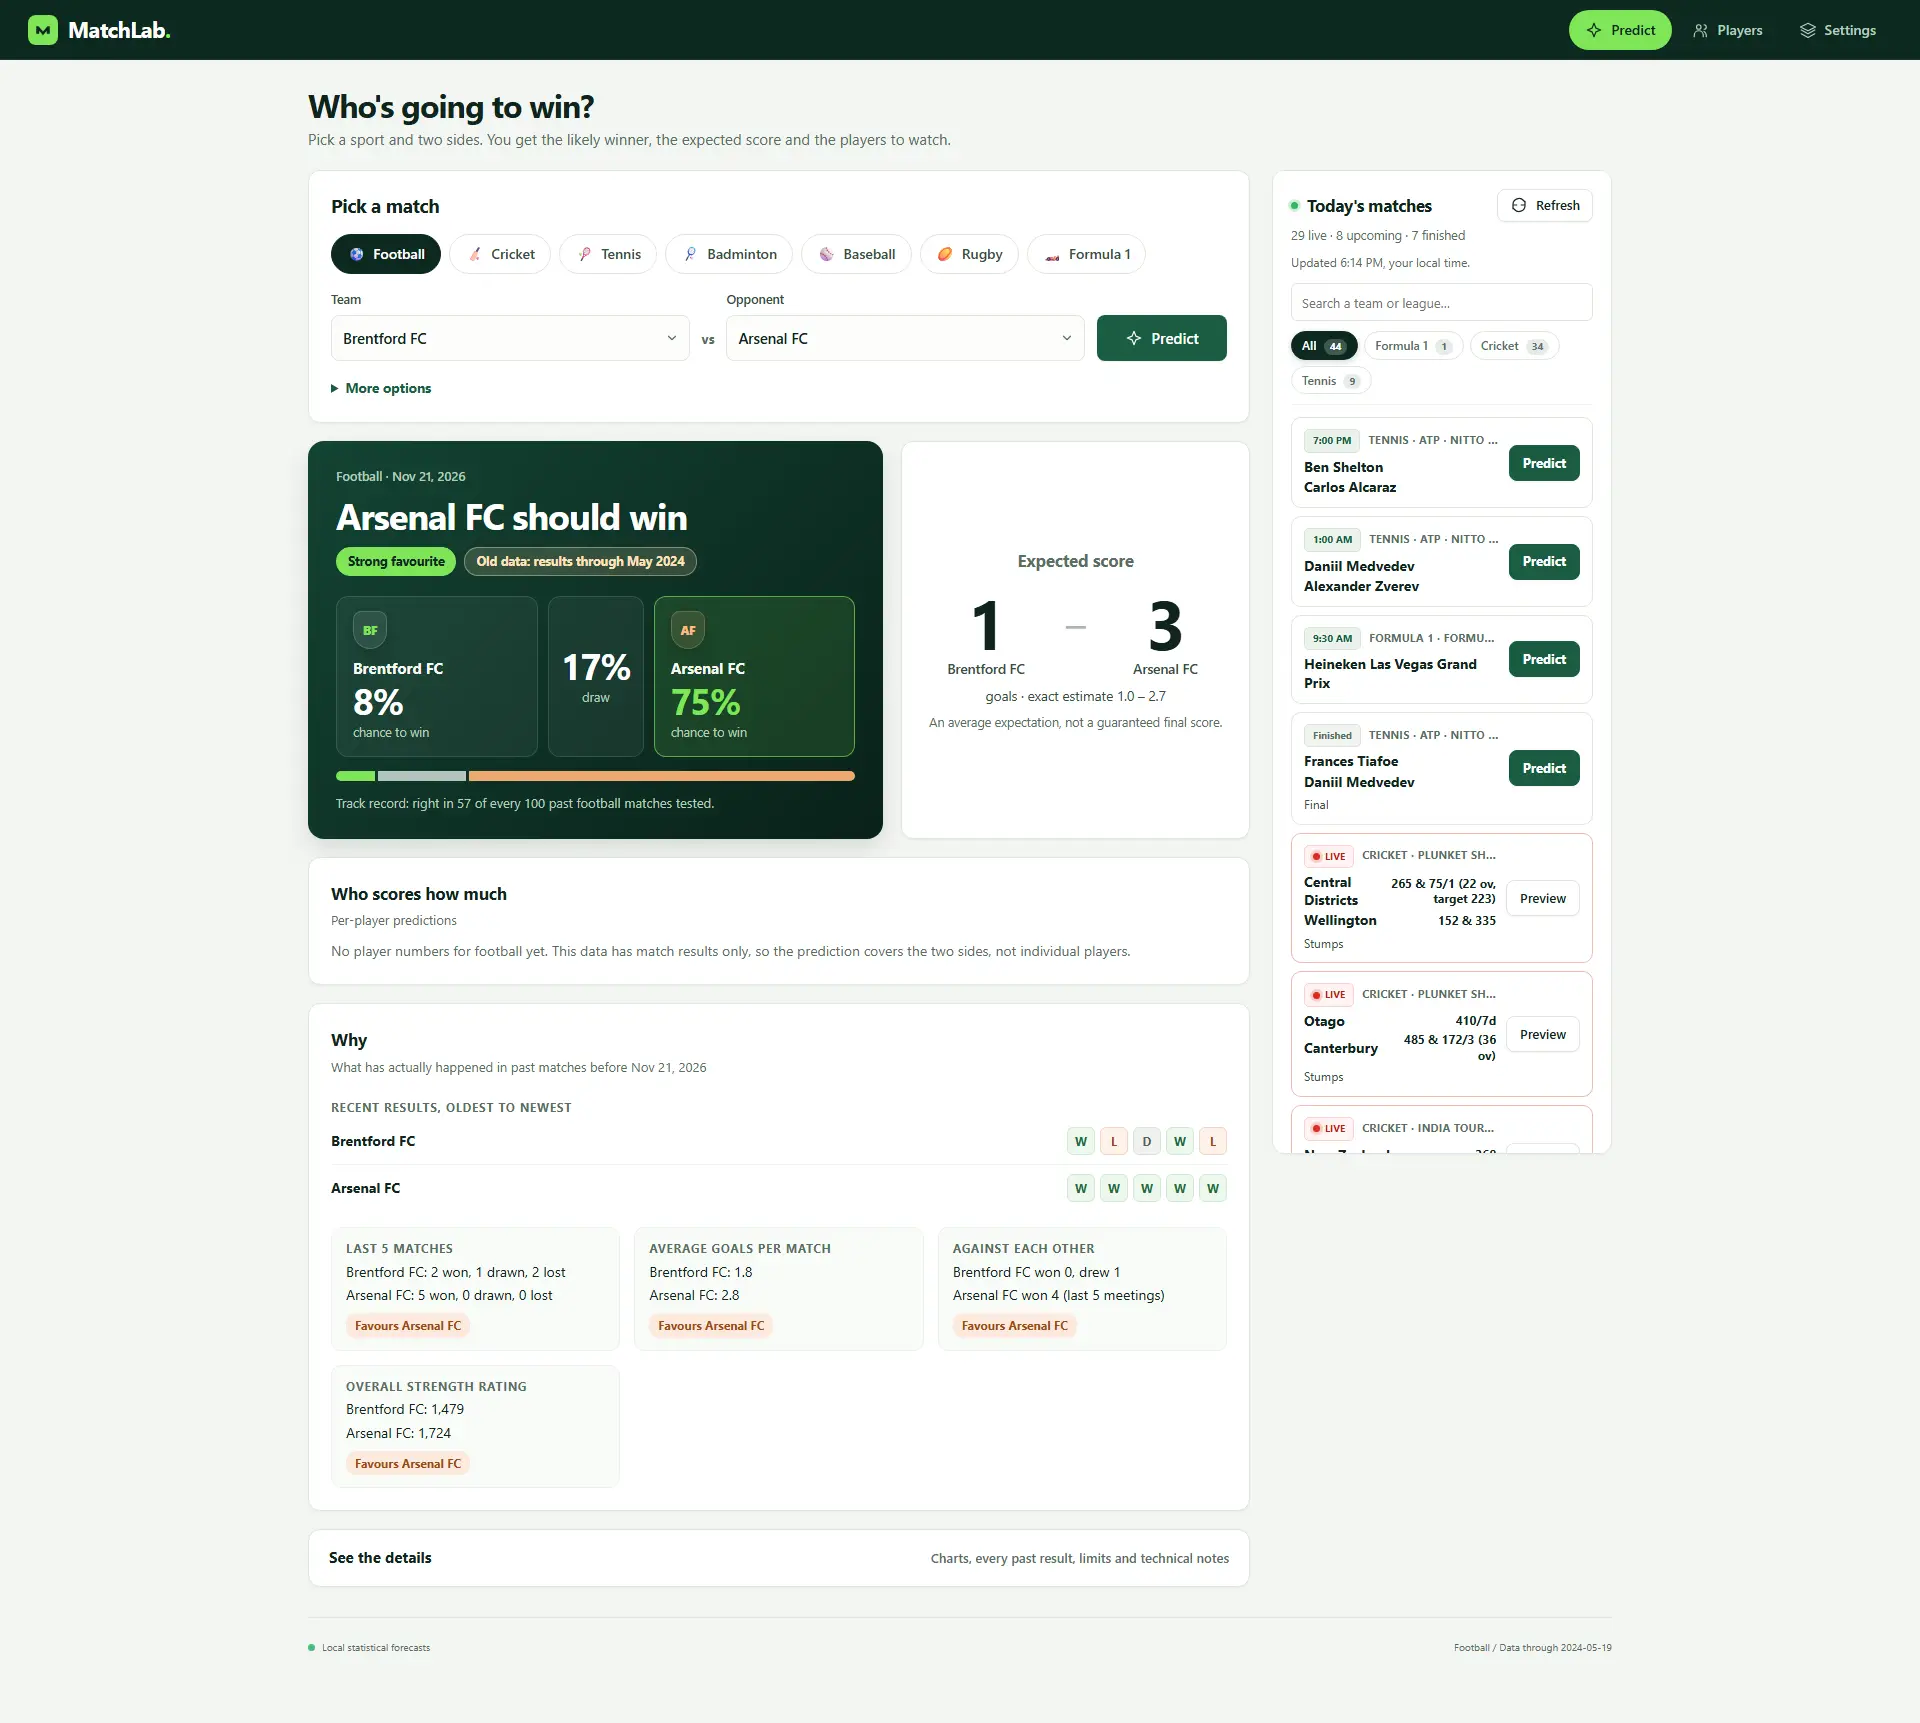 MatchLab.
Predict
Players
Settings
Who's going to win?
Pick a sport and two sides. You get the likely winner, the expected score and the players to watch.
Pick a match
Football
Cricket
Tennis
Badminton
Baseball
Rugby
Formula 1
Team
Opponent
Brentford FC
vs
Arsenal FC
Predict
More options
Football · Nov 21, 2026
Arsenal FC should win
Strong favourite
Old data: results through May 2024
BF
Brentford FC
8%
chance to win
17%
draw
AF
Arsenal FC
75%
chance to win
Track record: right in 57 of every 100 past football matches tested.
Expected score
1 – 3
Brentford FC
Arsenal FC
goals · exact estimate 1.0 – 2.7
An average expectation, not a guaranteed final score.
Who scores how much
Per-player predictions
No player numbers for football yet. This data has match results only, so the prediction covers the two sides, not individual players.
Why
What has actually happened in past matches before Nov 21, 2026
RECENT RESULTS, OLDEST TO NEWEST
Brentford FC W L D W L
Arsenal FC W W W W W
LAST 5 MATCHES
Brentford FC: 2 won, 1 drawn, 2 lost
Arsenal FC: 5 won, 0 drawn, 0 lost
Favours Arsenal FC
AVERAGE GOALS PER MATCH
Brentford FC: 1.8
Arsenal FC: 2.8
Favours Arsenal FC
AGAINST EACH OTHER
Brentford FC won 0, drew 1
Arsenal FC won 4 (last 5 meetings)
Favours Arsenal FC
OVERALL STRENGTH RATING
Brentford FC: 1,479
Arsenal FC: 1,724
Favours Arsenal FC
See the details
Charts, every past result, limits and technical notes
Today's matches
Refresh
29 live · 8 upcoming · 7 finished
Updated 6:14 PM, your local time.
Search a team or league...
All 44
Formula 1 1
Cricket 34
Tennis 9
7:00 PM TENNIS · ATP · NITTO ...
Ben Shelton
Carlos Alcaraz
Predict
1:00 AM TENNIS · ATP · NITTO ...
Daniil Medvedev
Alexander Zverev
Predict
9:30 AM FORMULA 1 · FORMU...
Heineken Las Vegas Grand
Prix
Predict
Finished TENNIS · ATP · NITTO ...
Frances Tiafoe
Daniil Medvedev
Final
Predict
LIVE CRICKET · PLUNKET SH...
Central
Districts
265 & 75/1 (22 ov,
target 223)
Wellington 152 & 335
Stumps
Preview
LIVE CRICKET · PLUNKET SH...
Otago 410/7d
Canterbury 485 & 172/3 (36
ov)
Stumps
Preview
LIVE CRICKET · INDIA TOUR...
Local statistical forecasts
Football / Data through 2024-05-19